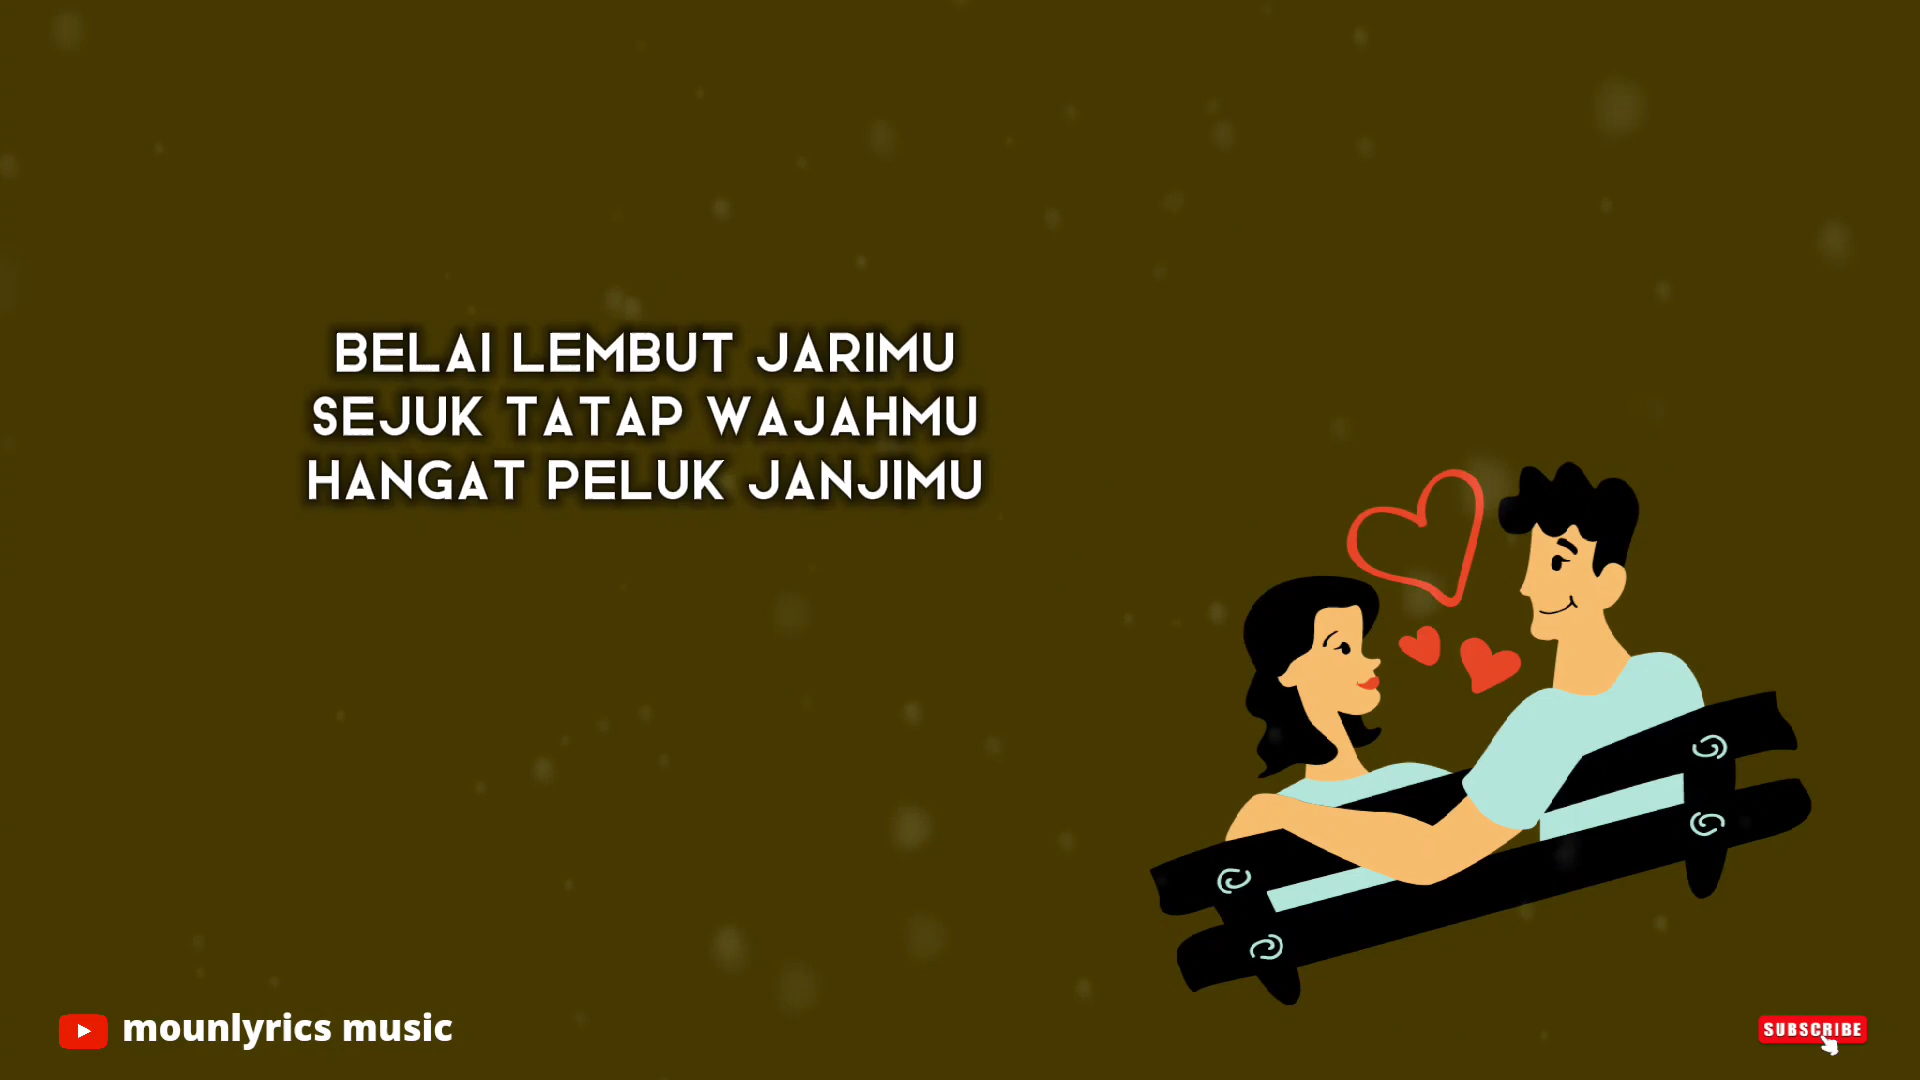 BELAI LEMBUT JARIMU
SEJUK TATAP WAJAHMU
HANGAT PELUK JANJIMU
mounlyrics music
SUBSCRIBE